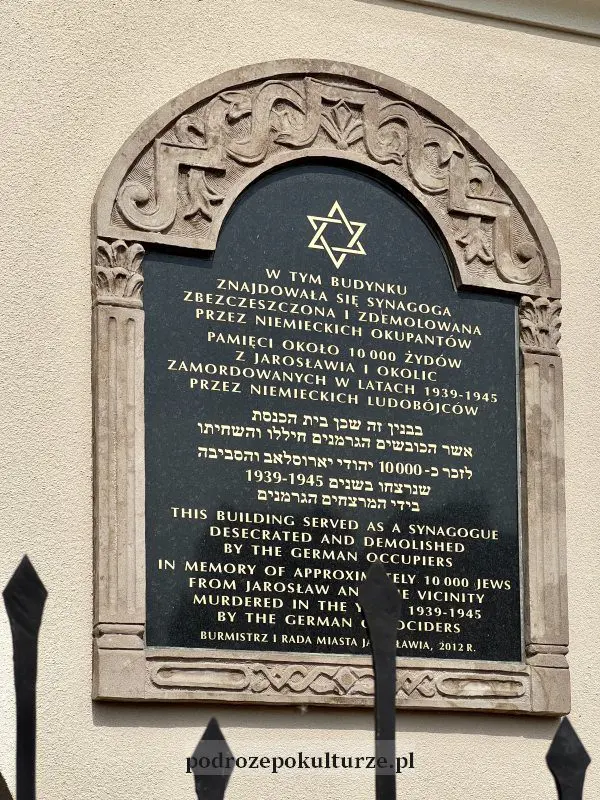 W TYM BUDYNKU
ZNAJDOWAŁA SIĘ SYNAGOGA
ZBEZCZESZCZONA I ZDEMOLOWANA
PRZEZ NIEMIECKICH OKUPANTÓW
PAMIĘCI OKOŁO 10 000 ŻYDÓW
Z JAROSŁAWIA I OKOLIC
ZAMORDOWANYCH W LATACH 1939-1945
PRZEZ NIEMIECKICH LUDOBÓJCÓW
בבנין זה שכן בית הכנסת
אשר הכובשים הגרמנים חיללו והשחיתו
לזכר כ- 10 000 יהודי יארוסלאב והסביבה
שנרצחו בשנים 1939-1945
בידי המרצחים הגרמנים
THIS BUILDING SERVED AS A SYNAGOGUE
DESECRATED AND DEMOLISHED
BY THE GERMAN OCCUPIERS
IN MEMORY OF APPROXIMATELY 10 000 JEWS
FROM JAROSLAW VICINITY
MURDERED IN THE 1939-1945
BY THE GERMAN
BURMISTRZ I RADA MIASTA 2012 R.
podrozepokulturze.pl